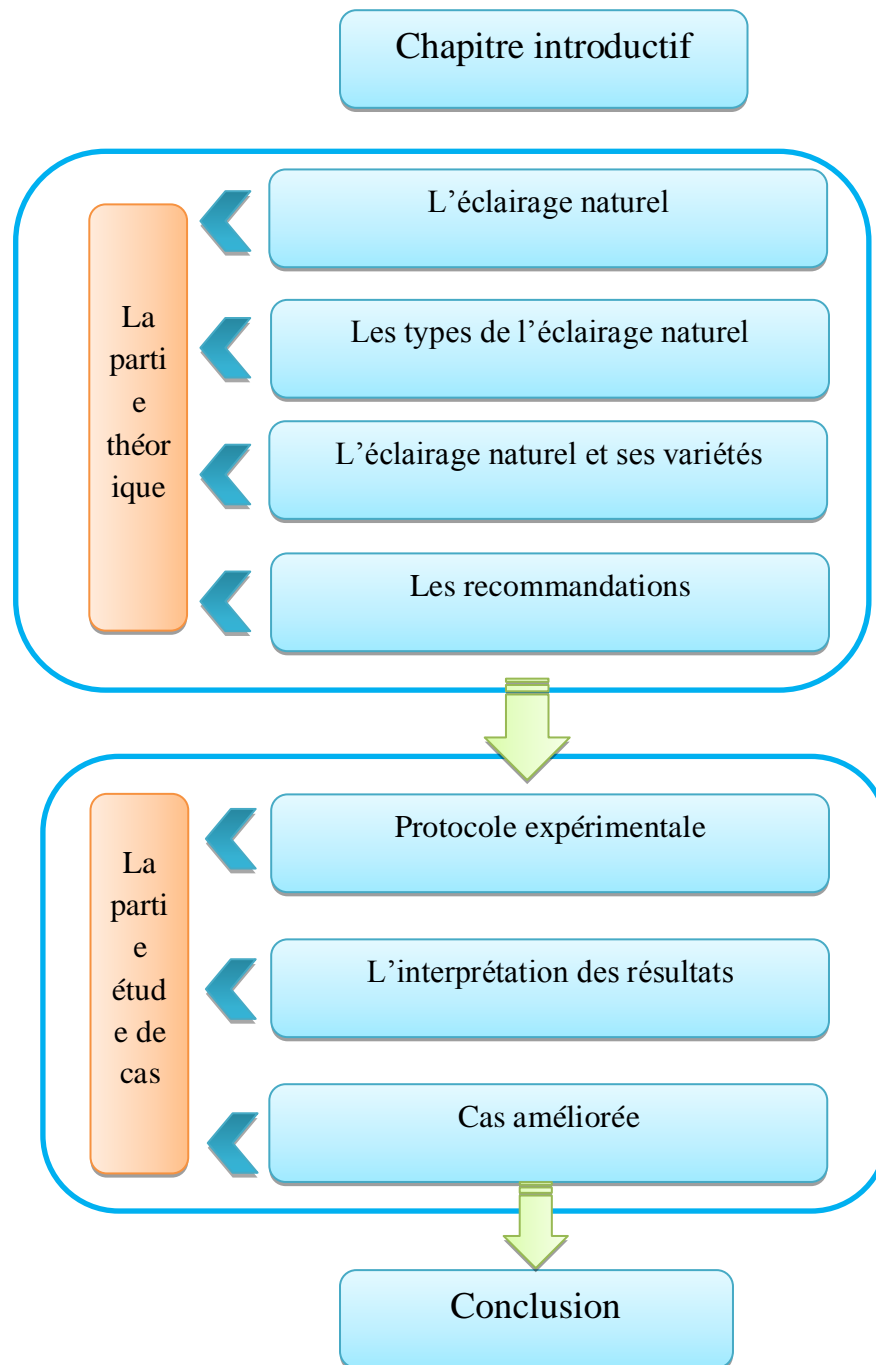 Chapitre introductif
La
parti
e
théor
ique
L’éclairage naturel
Les types de l’éclairage naturel
L’éclairage naturel et ses variétés
Les recommandations
La
parti
e
étud
e de
cas
Protocole expérimentale
L’interprétation des résultats
Cas améliorée
Conclusion